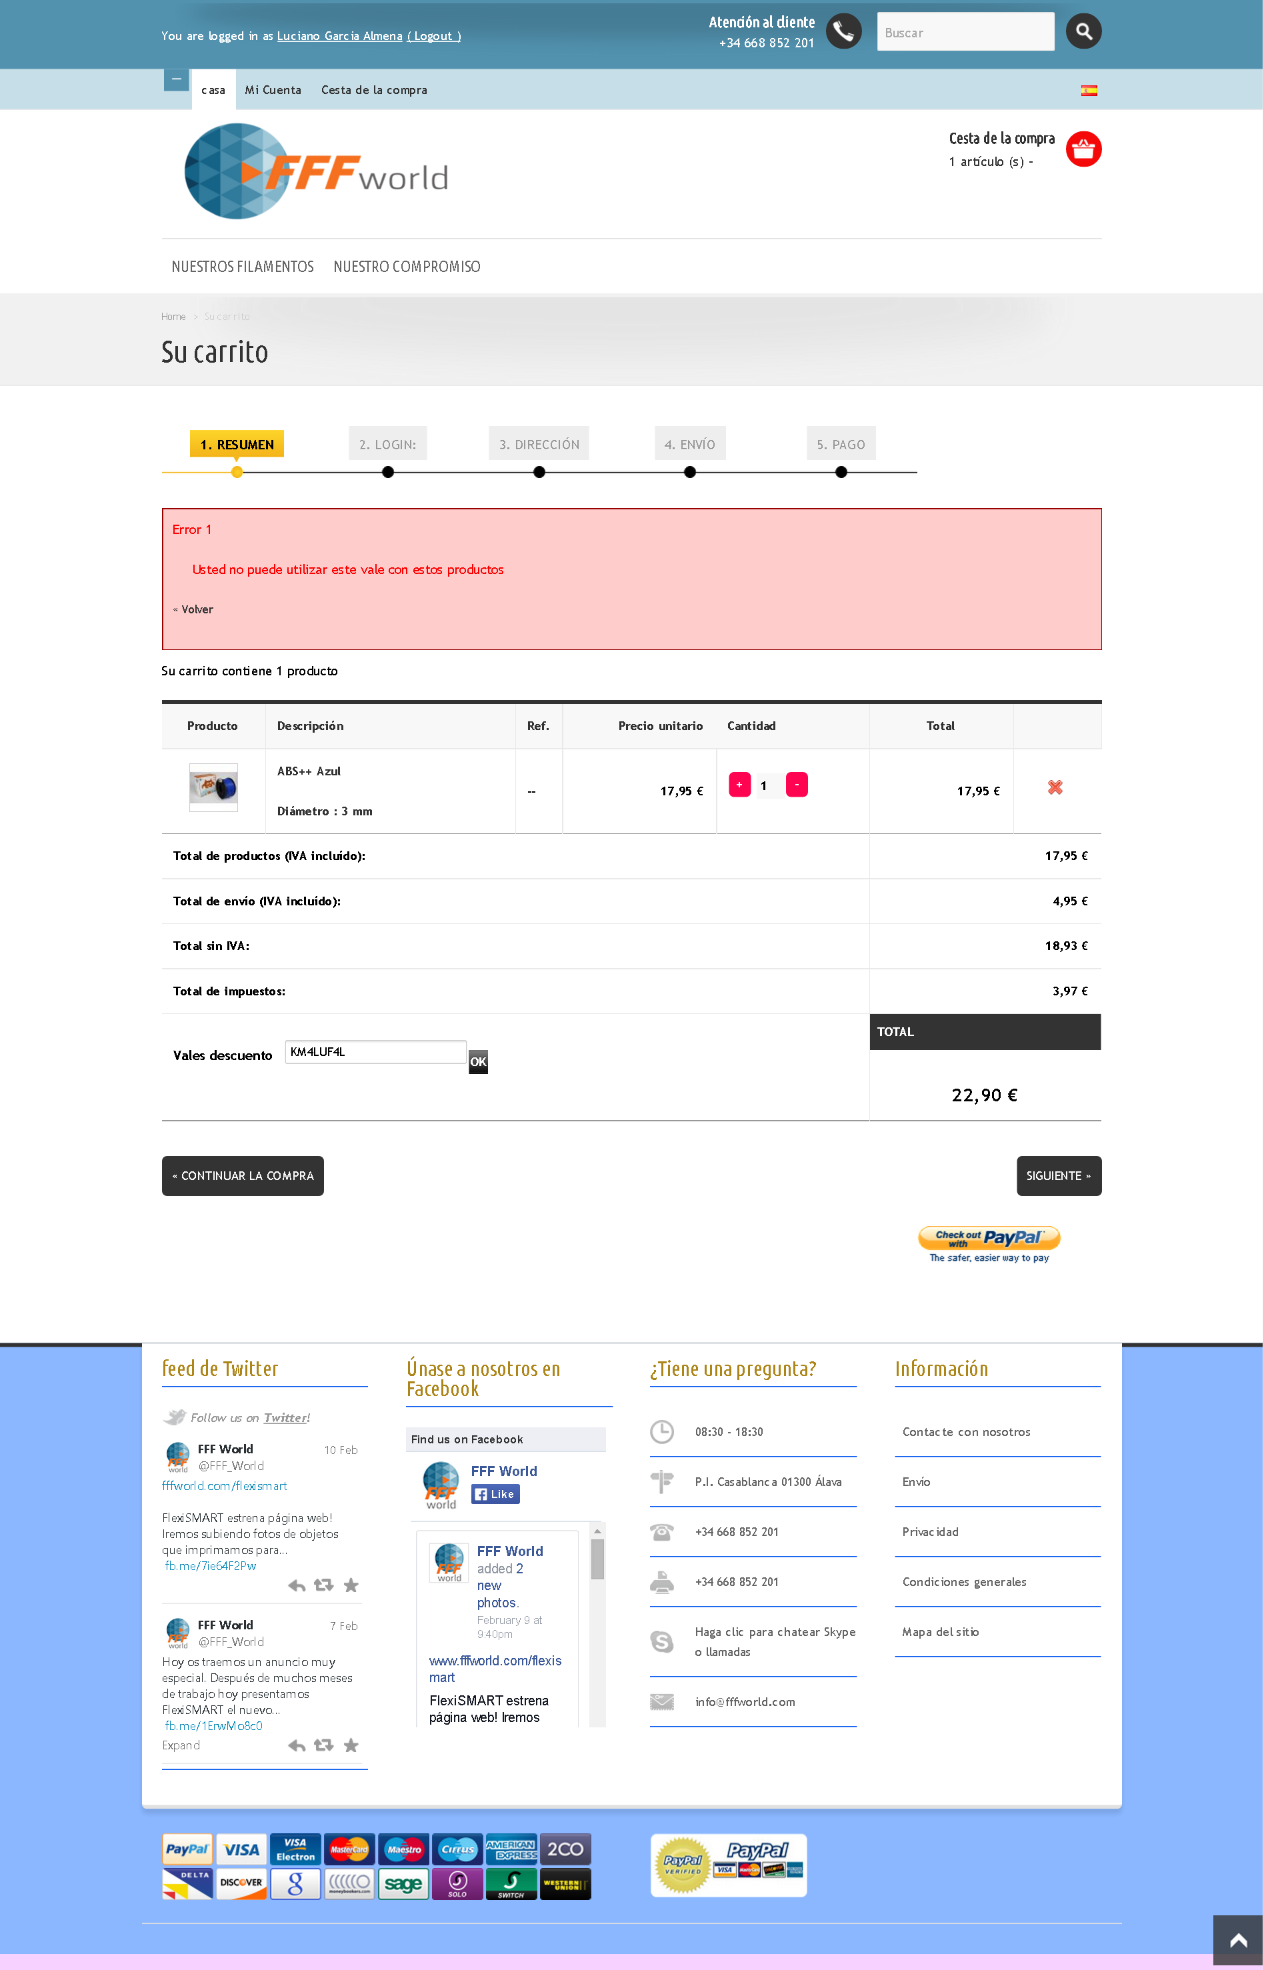 You are logged in as Luciano Garcia Almena ( Logout )
Atención al cliente
+34 668 852 201
Buscar
casa
Mi Cuenta
Cesta de la compra
FFF world
Cesta de la compra
1 artículo (s) -
NUESTROS FILAMENTOS
NUESTRO COMPROMISO
Home > Su carrito
Su carrito
1. RESUMEN
2. LOGIN:
3. DIRECCIÓN
4. ENVÍO
5. PAGO
Error 1
Usted no puede utilizar este vale con estos productos
« Volver
Su carrito contiene 1 producto
Producto Descripción Ref. Precio unitario Cantidad Total
ABS++ Azul
Diámetro : 3 mm
-- 17,95 € + 1 - 17,95 €
Total de productos (IVA incluído): 17,95 €
Total de envío (IVA incluído): 4,95 €
Total sin IVA: 18,93 €
Total de impuestos: 3,97 €
TOTAL
Vales descuento KM4LUF4L OK
22,90 €
« CONTINUAR LA COMPRA
SIGUIENTE »
Check out with PayPal
The safer, easier way to pay
feed de Twitter
Follow us on Twitter!
FFF World 10 Feb
@FFF_World
fffworld.com/flexismart
FlexiSMART estrena página web!
Iremos subiendo fotos de objetos
que imprimamos para...
fb.me/7ie64F2Pw
FFF World 7 Feb
@FFF_World
Hoy os traemos un anuncio muy
especial. Después de muchos meses
de trabajo hoy presentamos
FlexiSMART el nuevo...
fb.me/1ErwMo8c0
Expand
Únase a nosotros en
Facebook
Find us on Facebook
FFF World
Like
FFF World
added 2
new
photos.
February 9 at
9:40pm
www.fffworld.com/flexis
mart
FlexiSMART estrena
página web! Iremos
¿Tiene una pregunta?
08:30 - 18:30
P.I. Casablanca 01300 Álava
+34 668 852 201
+34 668 852 201
Haga clic para chatear Skype
o llamadas
info@fffworld.com
Información
Contacte con nosotros
Envío
Privacidad
Condiciones generales
Mapa del sitio
PayPal VISA VISA Electron MasterCard Maestro Cirrus AMERICAN EXPRESS 2CO
DELTA DISCOVER g moneybookers.com sage SOLO SWITCH WESTERN UNION
PayPal VERIFIED PayPal VISA